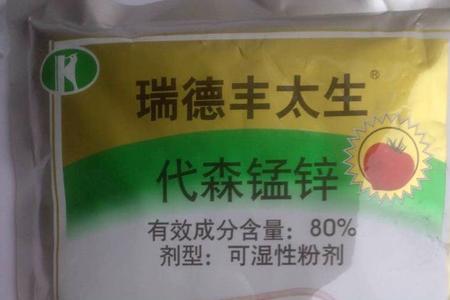 瑞德丰太生®
代森锰锌
有效成分含量：80%
剂型：可湿性粉剂